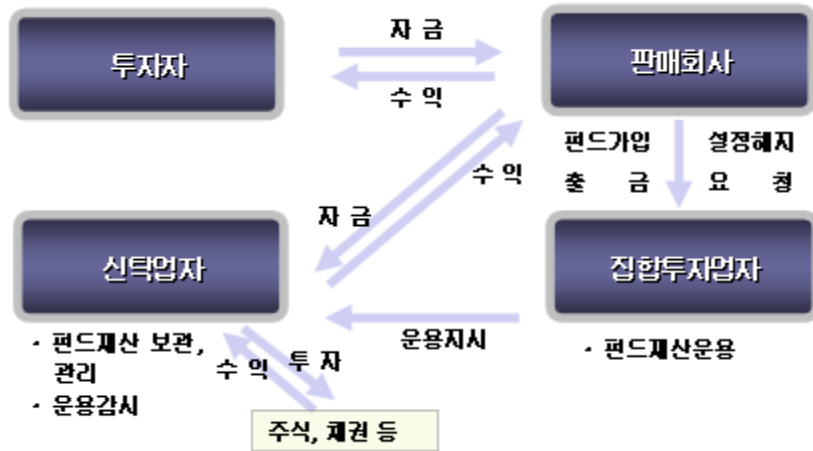 자 금
투자자
판매회사
수 익
펀드가입 설정해지
출 금 요 청
수 익
자 금
신탁업자
집합투자업자
운용지시
· 펀드재산 보관,
관리
· 운용감시
수 익
투 자
· 펀드재산운용
주식, 채권 등